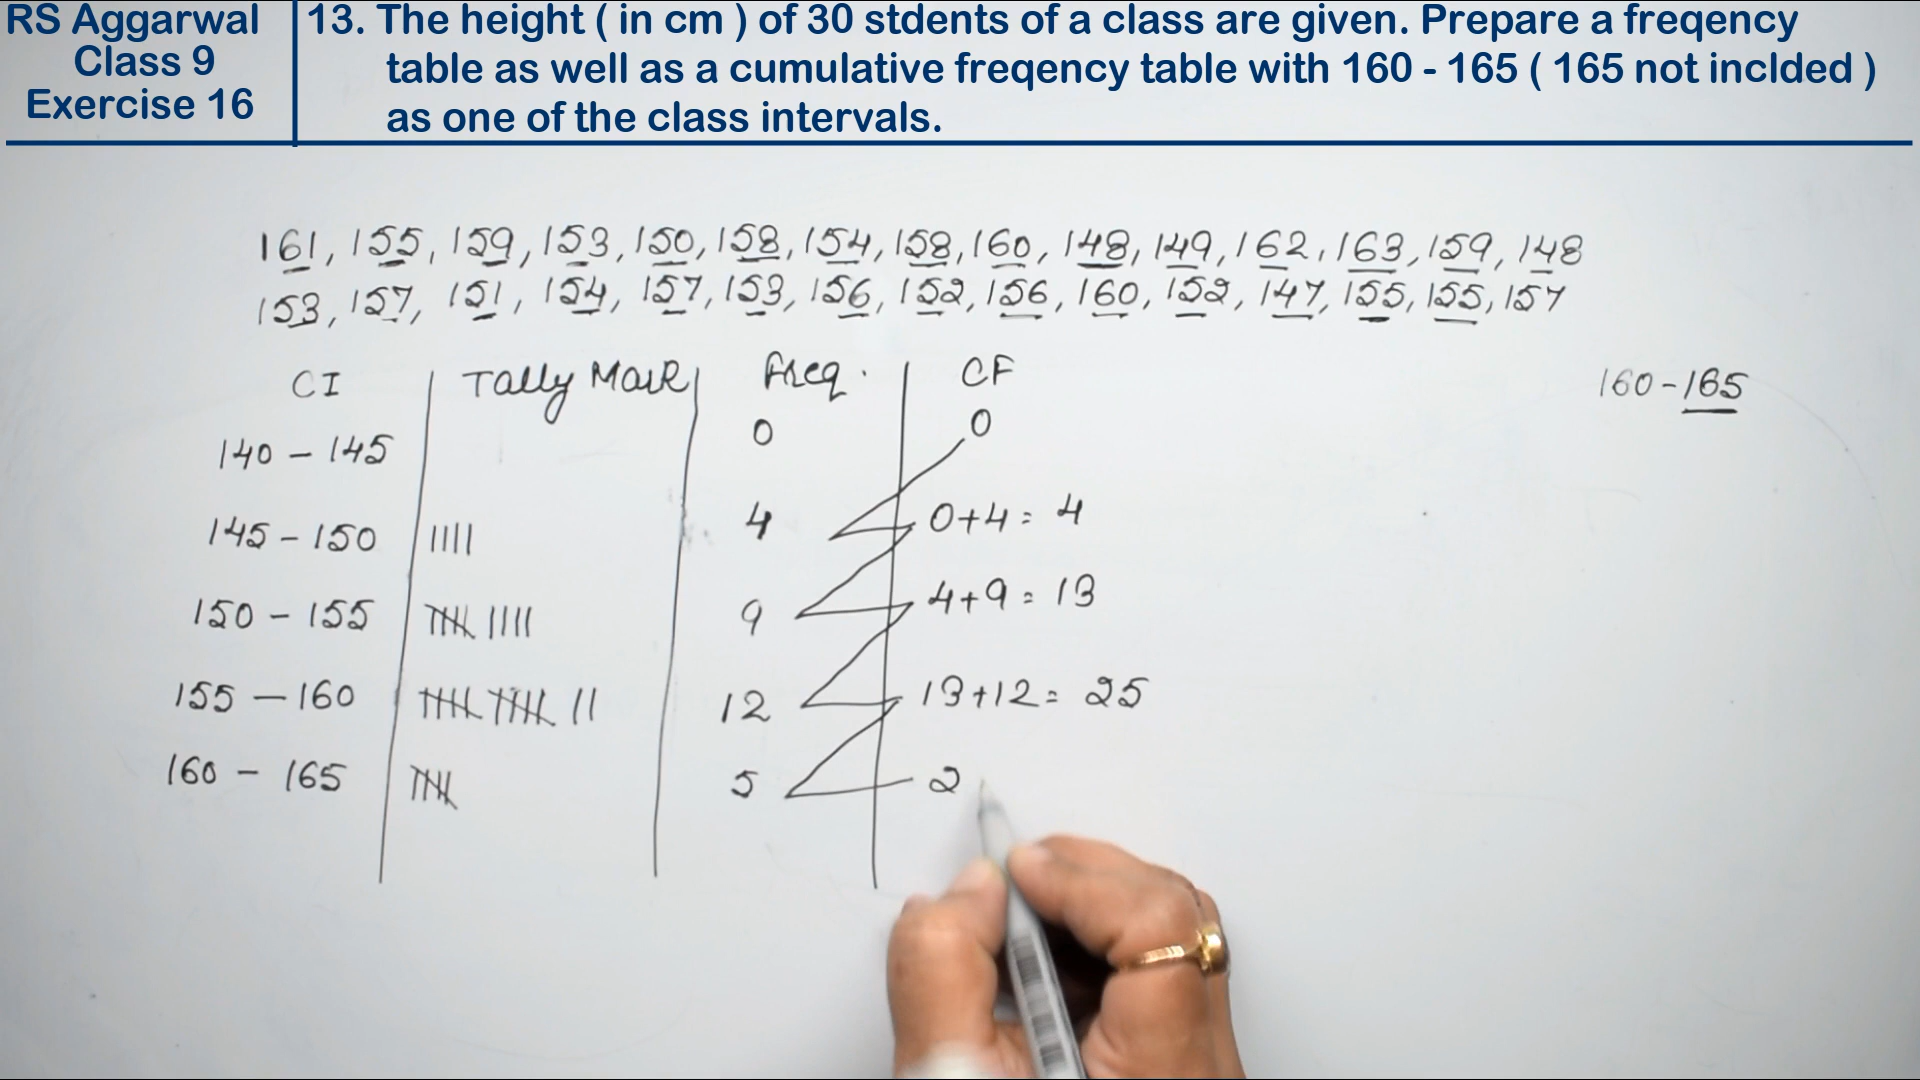 RS Aggarwal
Class 9
Exercise 16
13. The height ( in cm ) of 30 stdents of a class are given. Prepare a freqency
table as well as a cumulative freqency table with 160 - 165 ( 165 not inclded )
as one of the class intervals.
161, 155, 159, 153, 150, 158, 154, 158, 160, 148, 149, 162, 163, 159, 148
153, 157, 151, 154, 157, 153, 156, 152, 156, 160, 152, 147, 155, 155, 157
CI Tally Mark Freq. CF
160-165
140 - 145 0 0
145 - 150 |||| 4 0+4= 4
150 - 155 |||| |||| 9 4+9= 13
155 - 160 |||| |||| || 12 13+12= 25
160 - 165 |||| 5 2